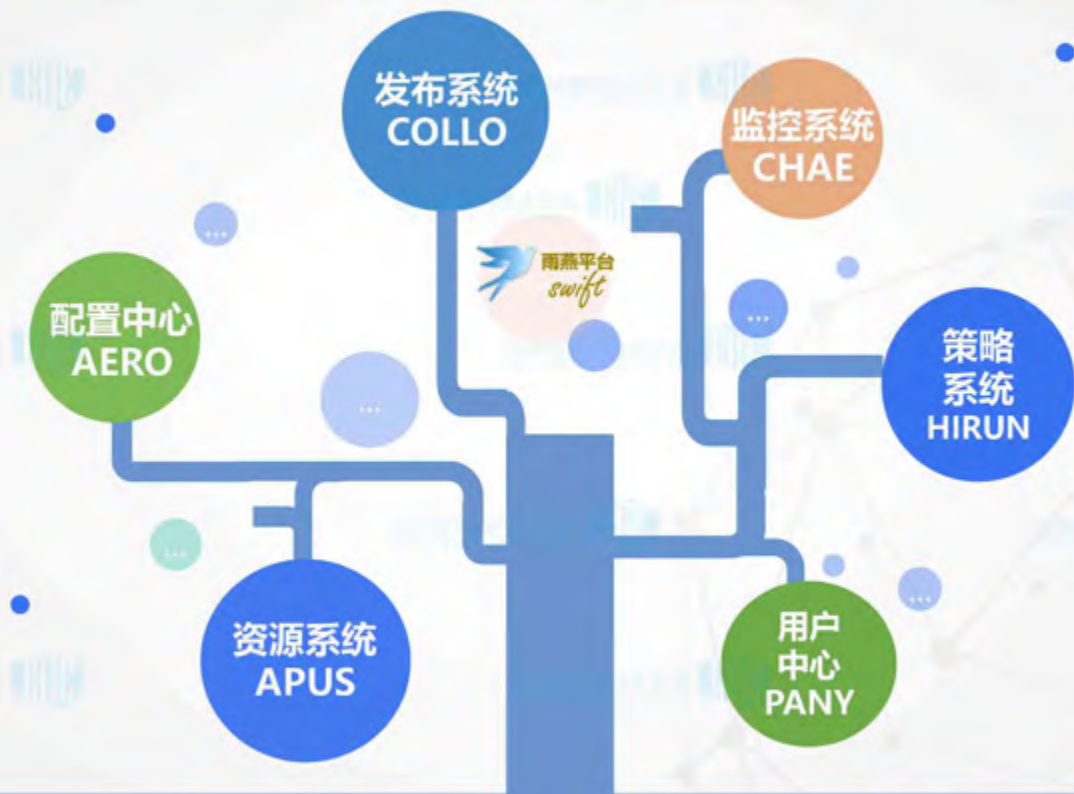 发布系统
COLLO
监控系统
CHAE
...
雨燕平台
swift
配置中心
AERO
...
...
策略
系统
HIRUN
...
...
资源系统
APUS
用户
中心
PANY